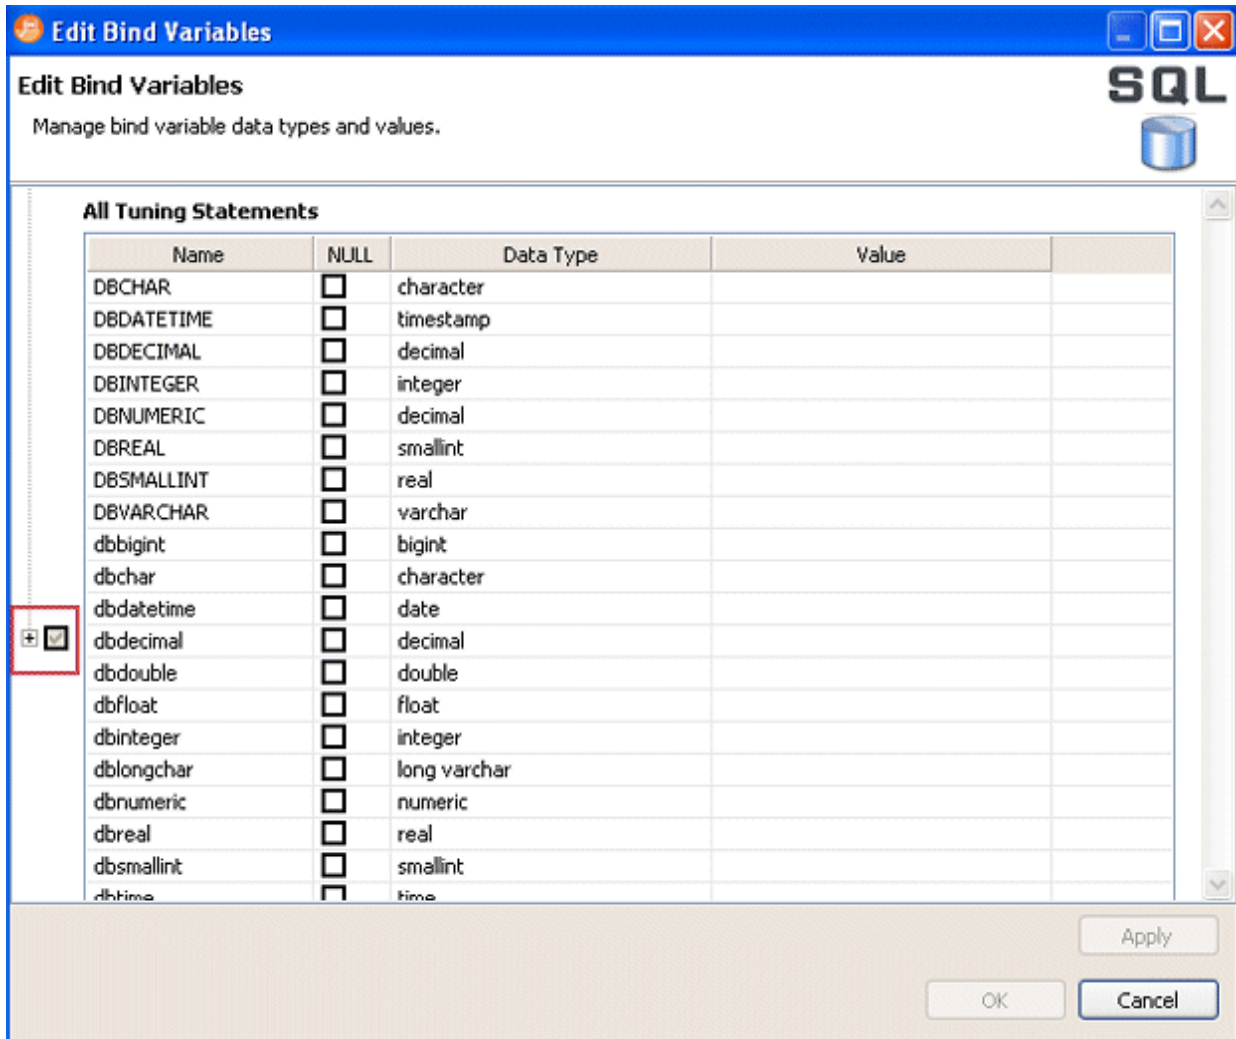 Edit Bind Variables
Edit Bind Variables
SQL
Manage bind variable data types and values.
All Tuning Statements
Name NULL Data Type Value
DBCHAR character
DBDATETIME timestamp
DBDECIMAL decimal
DBINTEGER integer
DBNUMERIC decimal
DBREAL smallint
DBSMALLINT real
DBVARCHAR varchar
dbbigint bigint
dbchar character
dbdatetime date
dbdecimal decimal
dbdouble double
dbfloat float
dbinteger integer
dblongchar long varchar
dbnumeric numeric
dbreal real
dbsmallint smallint
dbtime time
Apply
OK Cancel